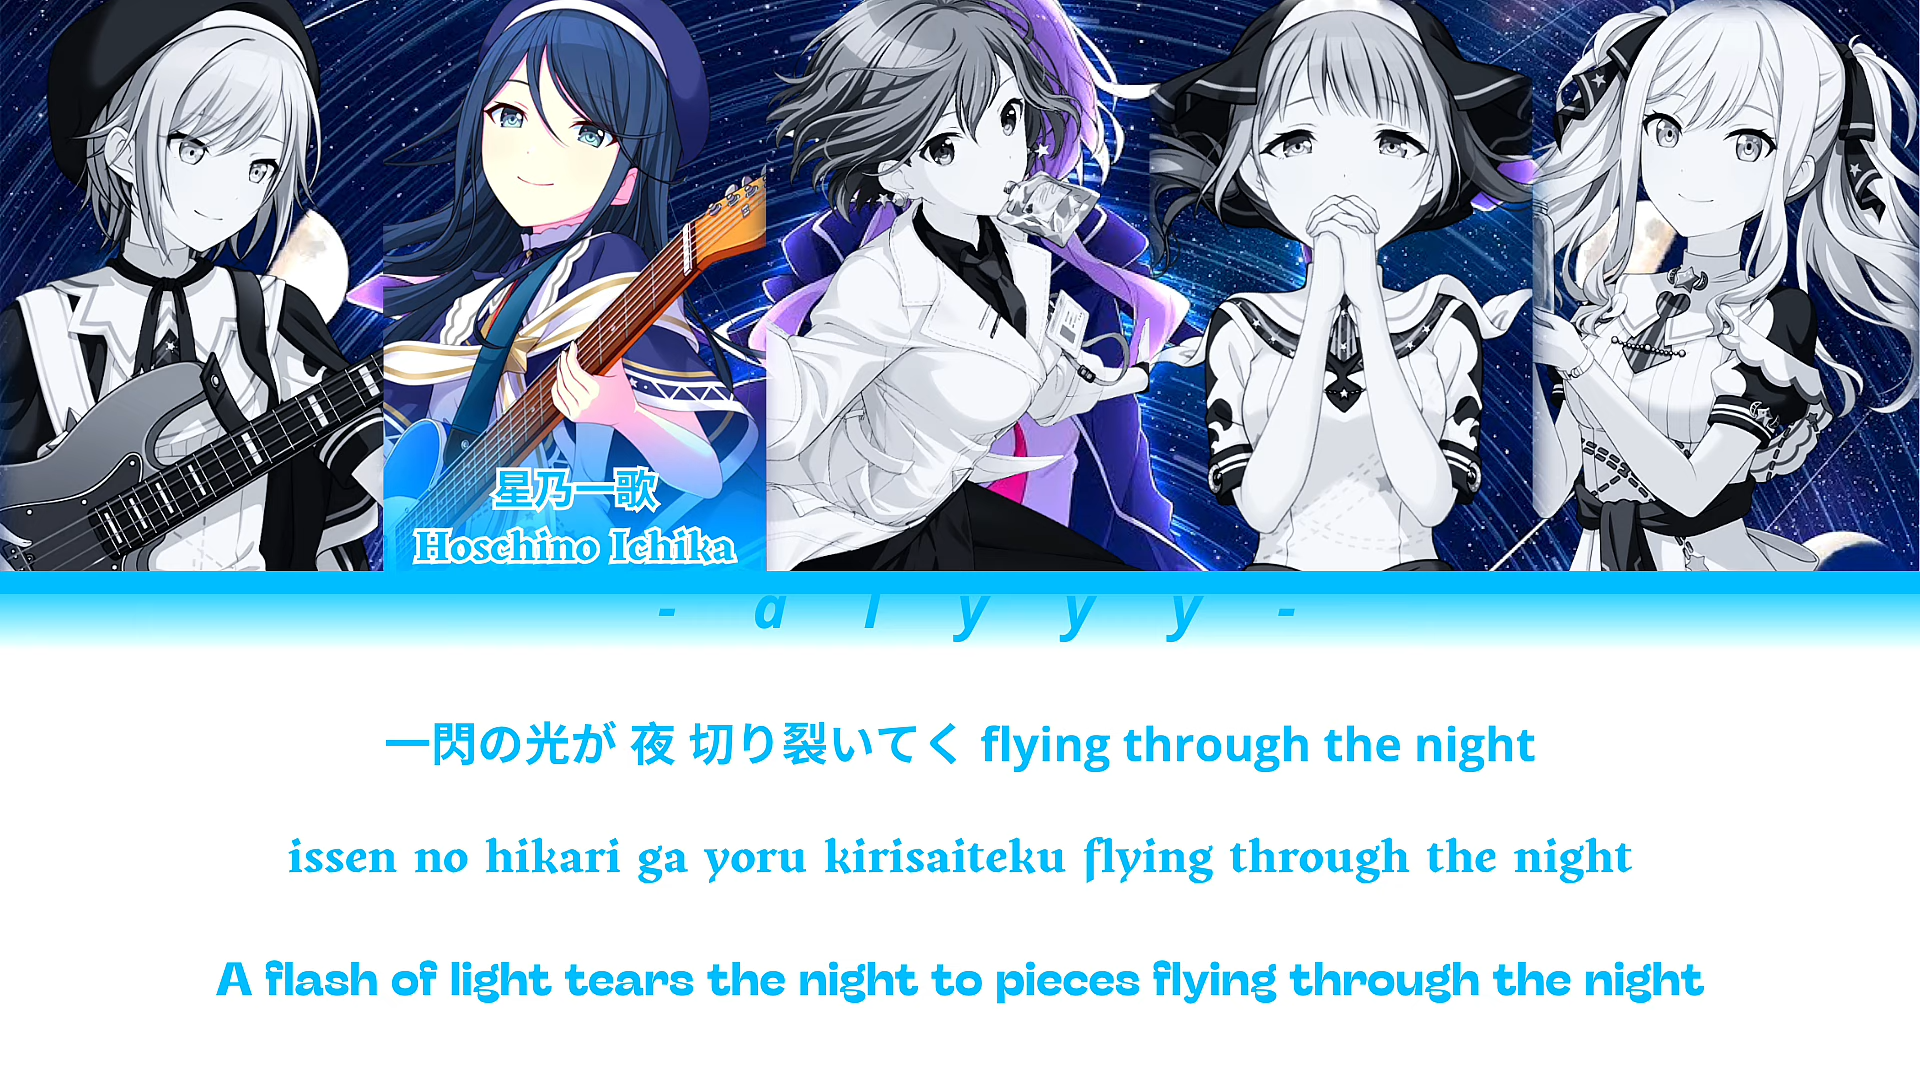 星乃一歌
Hoschino Ichika
- a l y y y -
一閃の光が 夜 切り裂いてく flying through the night
issen no hikari ga yoru kirisaiteku flying through the night
A flash of light tears the night to pieces flying through the night